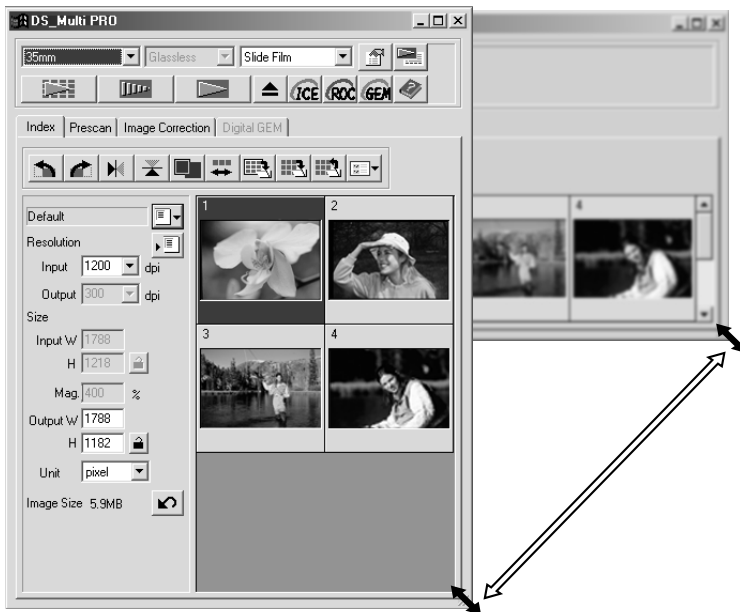 DS_Multi PRO
35mm Glassless Slide Film
ICE ROC GEM
Index Prescan Image Correction Digital GEM
Default
Resolution
Input 1200 dpi
Output 300 dpi
Size
Input W 1788
H 1218
Mag. 400 %
Output W 1788
H 1182
Unit pixel
Image Size 5.9MB
1 2
3 4
4